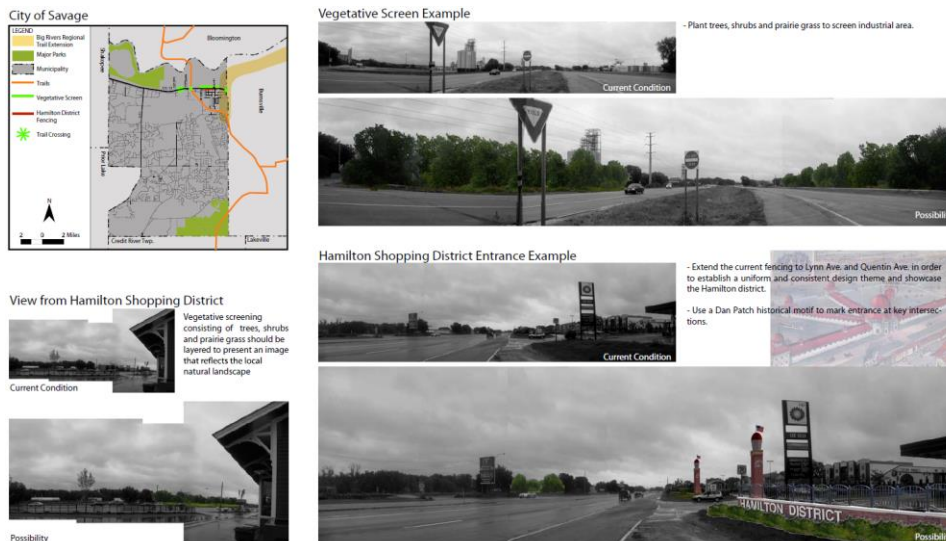 City of Savage
LEGEND
Big Rivers Regional
Trail Extension
Major Parks
Municipality
Trails
Vegetative Screen
Hamilton District
Fencing
Trail Crossing
N
2 0 2 Miles
Bloomington
Shakopee
Burnsville
Prior Lake
Credit River Twp.
Lakeville
Vegetative Screen Example
- Plant trees, shrubs and prairie grass to screen industrial area.
Current Condition
YIELD
Possibili
View from Hamilton Shopping District
Vegetative screening
consisting of trees, shrubs
and prairie grass should be
layered to present an image
that reflects the local
natural landscape
Current Condition
Possibility
Hamilton Shopping District Entrance Example
- Extend the current fencing to Lynn Ave. and Quentin Ave. in order
to establish a uniform and consistent design theme and showcase
the Hamilton district.
- Use a Dan Patch historical motif to mark entrance at key intersec-
tions.
Current Condition
HAMILTON DISTRICT
Possibili